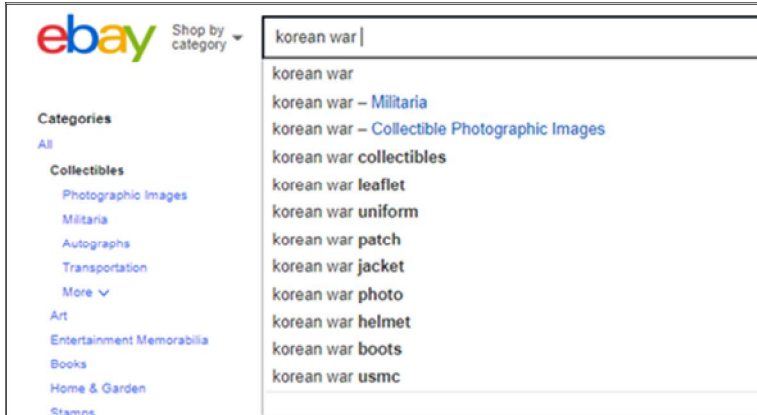 ebay
Shop by
category
korean war
korean war
korean war – Militaria
korean war – Collectible Photographic Images
korean war collectibles
korean war leaflet
korean war uniform
korean war patch
korean war jacket
korean war photo
korean war helmet
korean war boots
korean war usmc
Categories
All
Collectibles
Photographic Images
Militaria
Autographs
Transportation
More
Art
Entertainment Memorabilia
Books
Home & Garden
Stamps